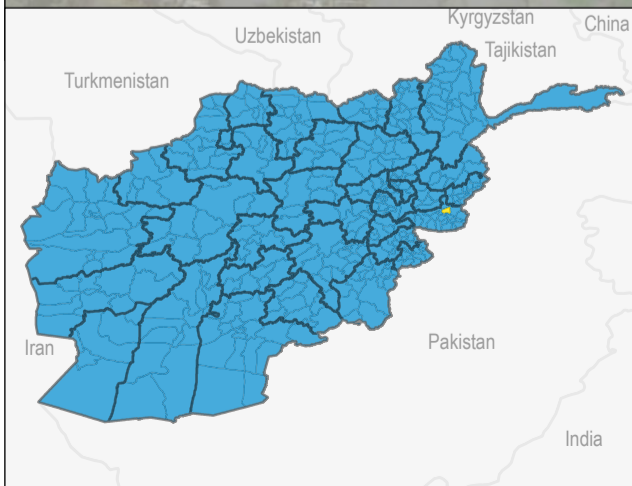 Kyrgyzstan
China
Uzbekistan
Tajikistan
Turkmenistan
Iran
Pakistan
India